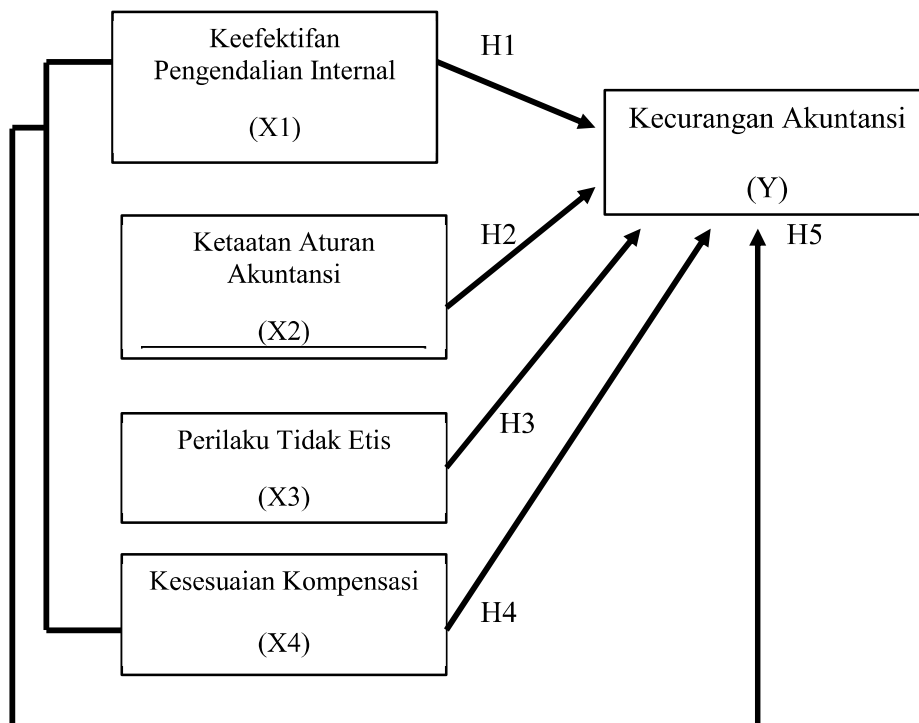 Keefektifan
Pengendalian Internal
(X1)
H1
Kecurangan Akuntansi
(Y)
Ketaatan Aturan
Akuntansi
(X2)
H2
H5
Perilaku Tidak Etis
(X3)
H3
Kesesuaian Kompensasi
(X4)
H4